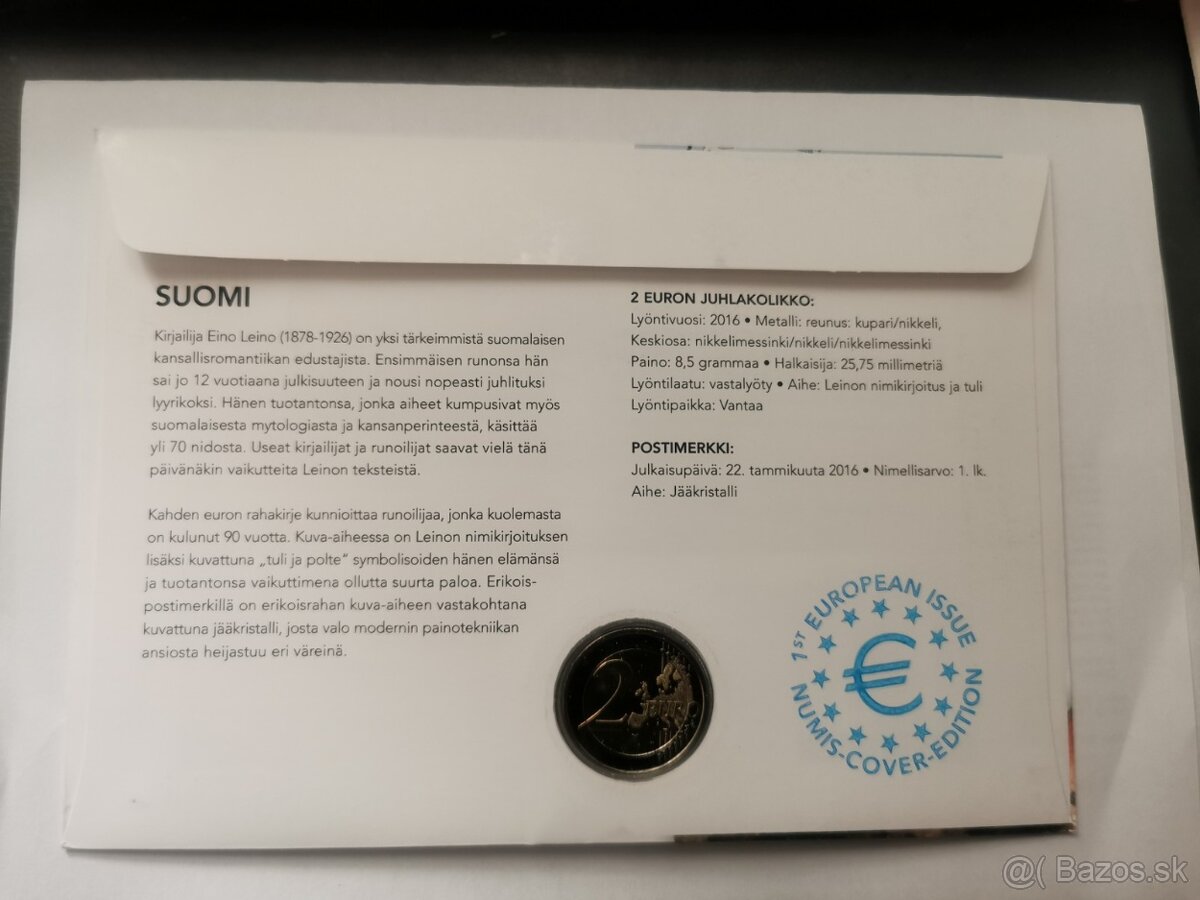 SUOMI
Kirjailija Eino Leino (1878-1926) on yksi tärkeimmistä suomalaisen
kansallisromantiikan edustajista. Ensimmäisen runonsa hän
sai jo 12 vuotiaana julkisuuteen ja nousi nopeasti juhlituksi
lyyrikoksi. Hänen tuotantonsa, jonka aiheet kumpusivat myös
suomalaisesta mytologiasta ja kansanperinteestä, käsittää
yli 70 nidosta. Useat kirjailijat ja runoilijat saavat vielä tänä
päivänäkin vaikutteita Leinon teksteistä.
Kahden euron rahakirje kunnioittaa runoilijaa, jonka kuolemasta
on kulunut 90 vuotta. Kuva-aiheessa on Leinon nimikirjoituksen
lisäksi kuvattuna „tuli ja polte“ symbolisoiden hänen elämänsä
ja tuotantonsa vaikuttimena ollutta suurta paloa. Erikois-
postimerkillä on erikoisrahan kuva-aiheen vastakohtana
kuvattuna jääkristalli, josta valo modernin painotekniikan
ansiosta heijastuu eri väreinä.
2 EURON JUHLAKOLIKKO:
Lyöntivuosi: 2016 • Metalli: reunus: kupari/nikkeli,
Keskiosa: nikkelimessinki/nikkeli/nikkelimessinki
Paino: 8,5 grammaa • Halkaisija: 25,75 millimetriä
Lyöntilaatu: vastalyöty • Aihe: Leinon nimikirjoitus ja tuli
Lyöntipaikka: Vantaa
POSTIMERKKI:
Julkaisupäivä: 22. tammikuuta 2016 • Nimellisarvo: 1. lk.
Aihe: Jääkristalli
2 EURO
1ST EUROPEAN ISSUE
€
NUMIS-COVER-EDITION
@( Bazos.sk